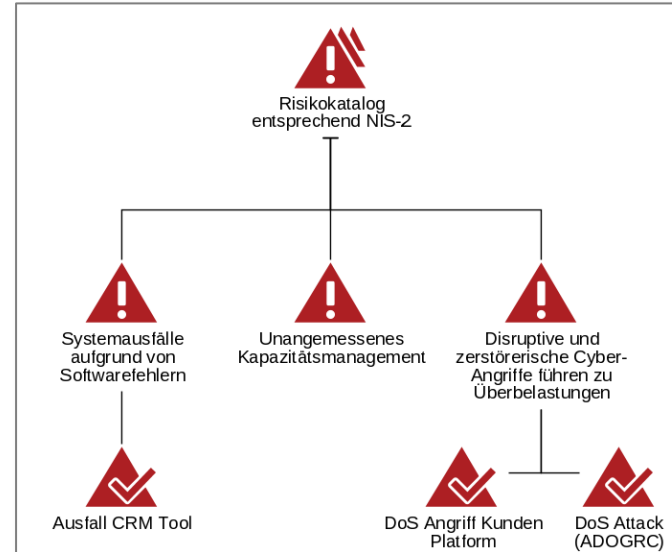 Risikokatalog
entsprechend NIS-2
Systemausfälle
aufgrund von
Softwarefehlern
Unangemessenes
Kapazitätsmanagement
Disruptive und
zerstörerische Cyber-
Angriffe führen zu
Überbelastungen
Ausfall CRM Tool
DoS Angriff Kunden
Platform
DoS Attack
(ADOGRC)